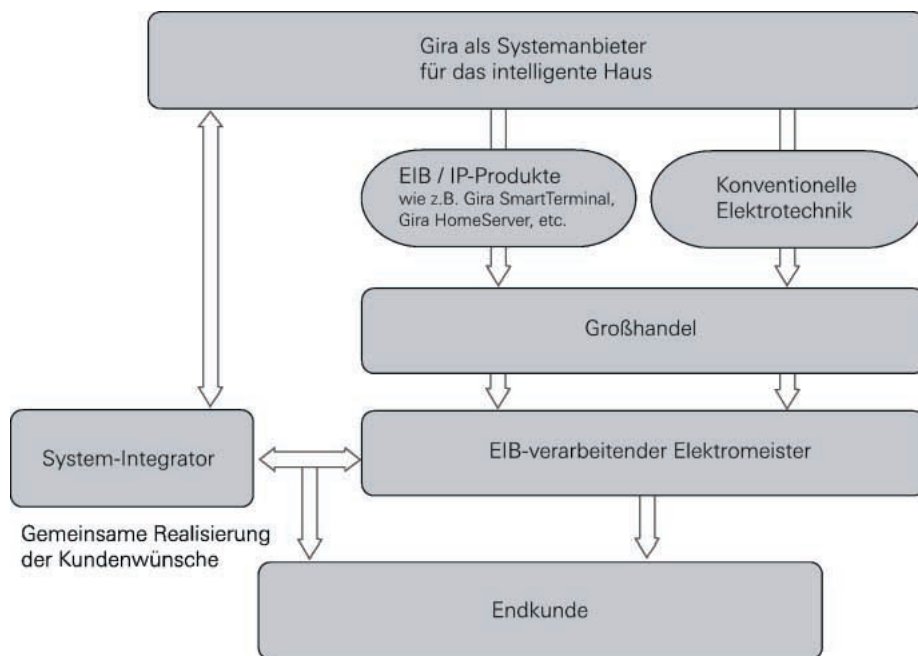 Gira als Systemanbieter
für das intelligente Haus
EIB / IP-Produkte
wie z.B. Gira SmartTerminal,
Gira HomeServer, etc.
Konventionelle
Elektrotechnik
Großhandel
System-Integrator
EIB-verarbeitender Elektromeister
Gemeinsame Realisierung
der Kundenwünsche
Endkunde